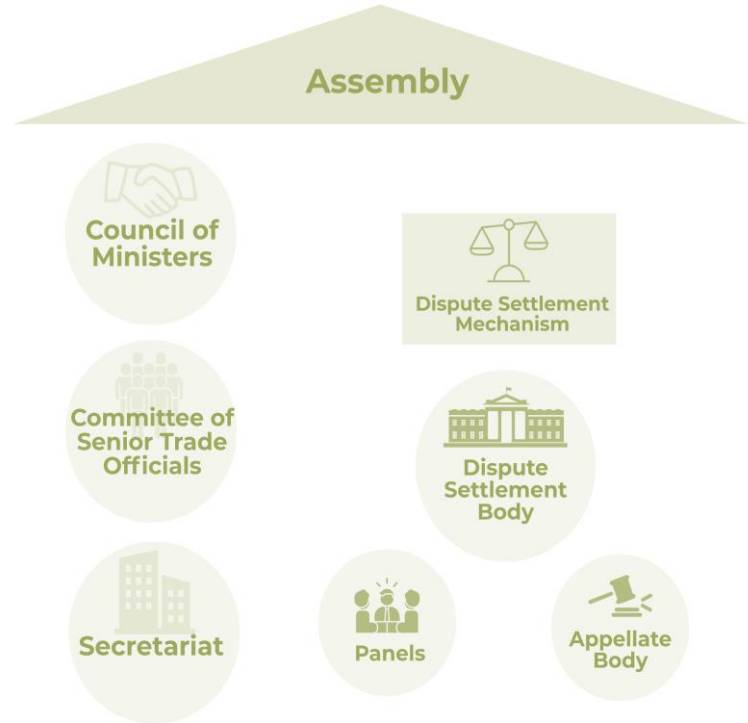 Assembly
Council of
Ministers
Committee of
Senior Trade
Officials
Secretariat
Dispute Settlement
Mechanism
Dispute
Settlement
Body
Panels
Appellate
Body